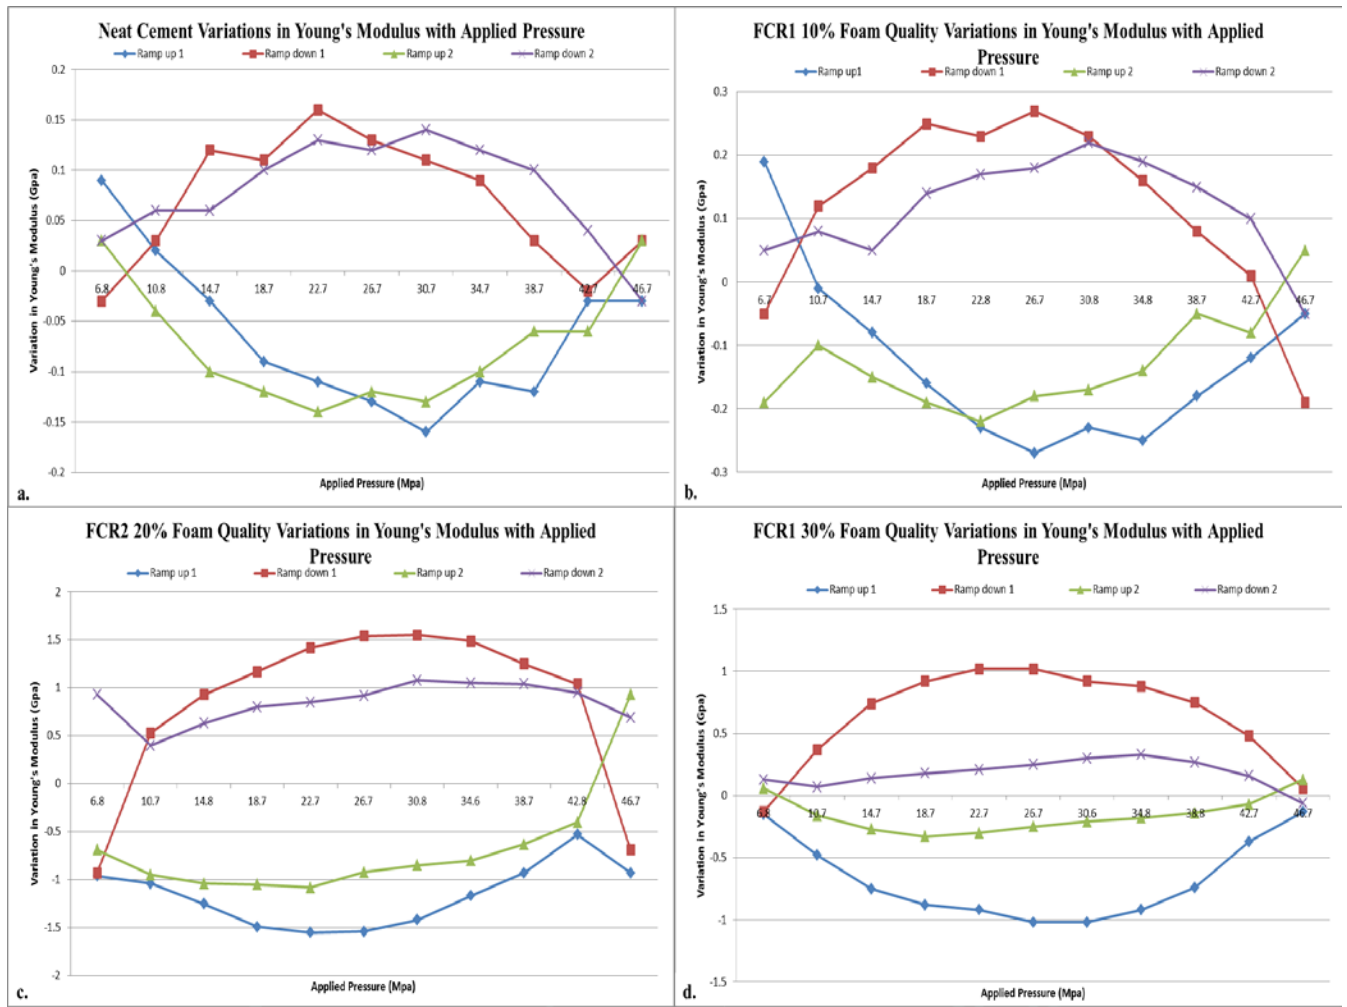 Neat Cement Variations in Young's Modulus with Applied Pressure
Ramp up 1 Ramp down 1 Ramp up 2 Ramp down 2
0.2
0.15
0.1
0.05
0
-0.05
-0.1
-0.15
-0.2
Variation in Young's Modulus (Gpa)
6.8 10.8 14.7 18.7 22.7 26.7 30.7 34.7 38.7 42.7 46.7
Applied Pressure (Mpa)
a.
FCR1 10% Foam Quality Variations in Young's Modulus with Applied
Pressure
Ramp up1 Ramp down 1 Ramp up 2 Ramp down 2
0.3
0.2
0.1
0
-0.1
-0.2
-0.3
Variation in Young's Modulus (Gpa)
6.7 10.7 14.7 18.7 22.8 26.7 30.8 34.8 38.7 42.7 46.7
Applied Pressure (Mpa)
b.
FCR2 20% Foam Quality Variations in Young's Modulus with Applied
Pressure
Ramp up 1 Ramp down 1 Ramp up 2 Ramp down 2
2
1.5
1
0.5
0
-0.5
-1
-1.5
-2
Variation in Young's Modulus (Gpa)
6.8 10.7 14.8 18.7 22.7 26.7 30.8 34.6 38.7 42.8 46.7
Applied Pressure (Mpa)
c.
FCR1 30% Foam Quality Variations in Young's Modulus with Applied
Pressure
Ramp up 1 Ramp down 1 Ramp up 2 Ramp down 2
1.5
1
0.5
0
-0.5
-1
-1.5
Variation in Young's Modulus (Gpa)
6.8 10.7 14.7 18.7 22.7 26.7 30.6 34.8 38.8 42.7 46.7
Applied Pressure (Mpa)
d.